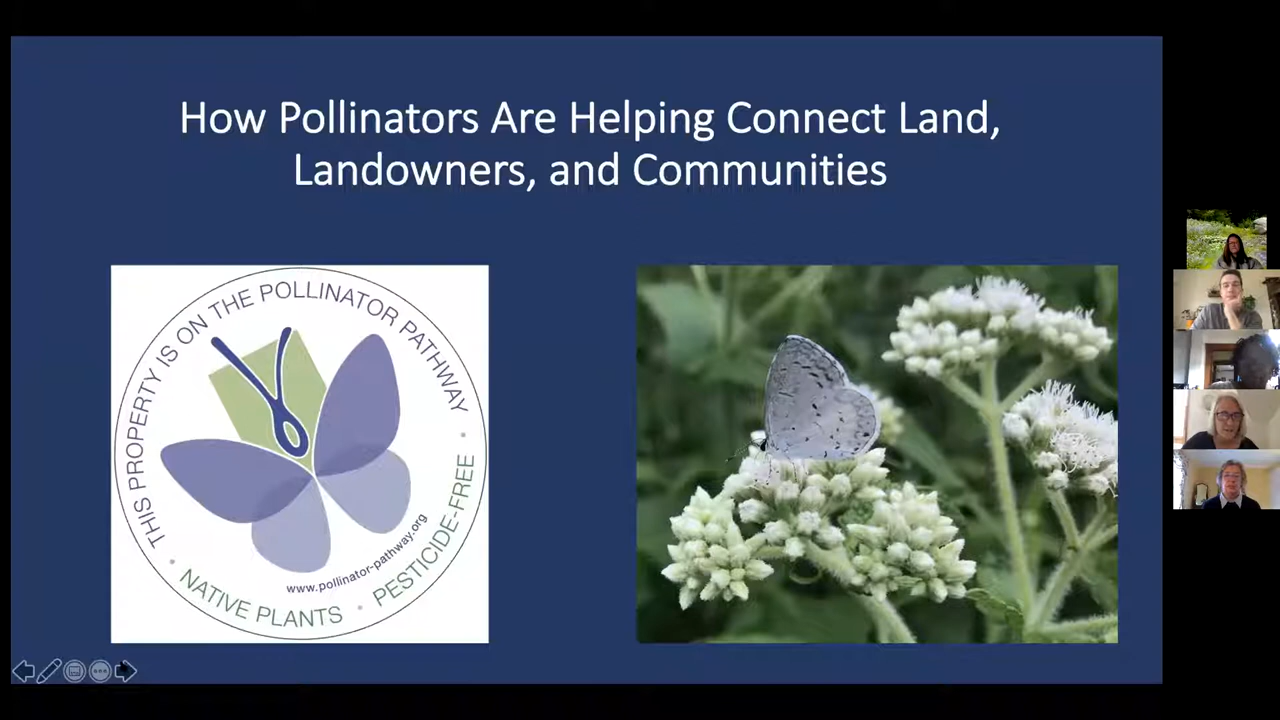 How Pollinators Are Helping Connect Land,
Landowners, and Communities
THIS PROPERTY IS ON THE POLLINATOR PATHWAY
• NATIVE PLANTS • PESTICIDE-FREE •
www.pollinator-pathway.org